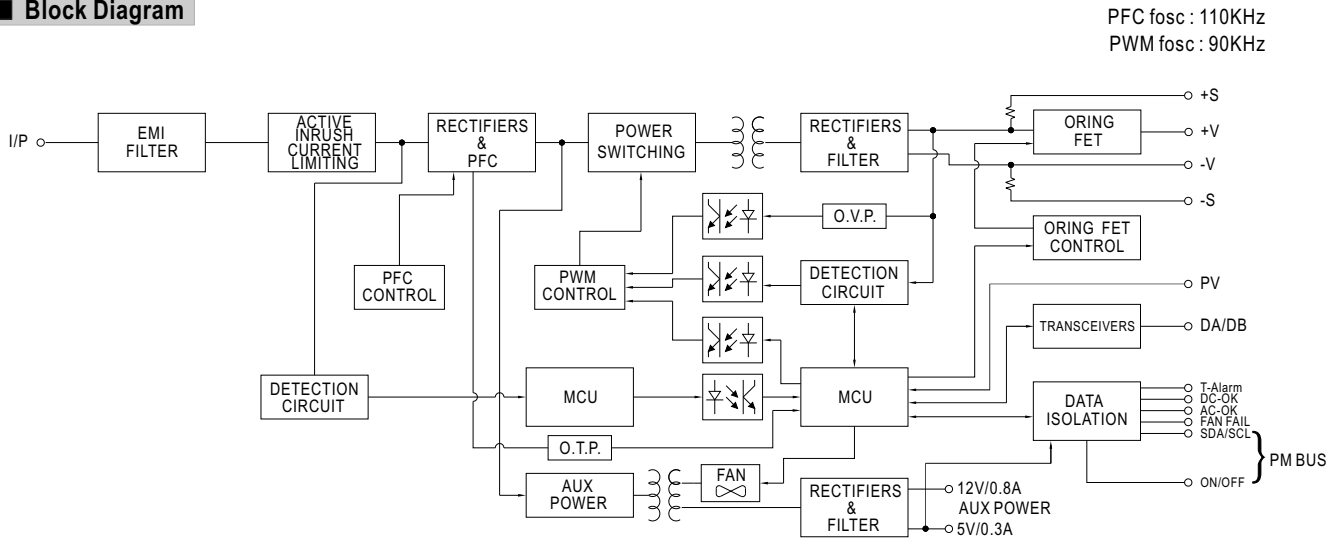 Block Diagram
PFC fosc : 110KHz
PWM fosc : 90KHz
I/P
EMI
FILTER
ACTIVE
INRUSH
CURRENT
LIMITING
RECTIFIERS
&
PFC
POWER
SWITCHING
RECTIFIERS
&
FILTER
ORING
FET
+S
+V
-V
-S
O.V.P.
ORING FET
CONTROL
PFC
CONTROL
PWM
CONTROL
DETECTION
CIRCUIT
PV
TRANSCEIVERS
DA/DB
DETECTION
CIRCUIT
MCU
MCU
DATA
ISOLATION
T-Alarm
DC-OK
AC-OK
FAN FAIL
SDA/SCL
PM BUS
ON/OFF
O.T.P.
AUX
POWER
FAN
RECTIFIERS
&
FILTER
12V/0.8A
AUX POWER
5V/0.3A